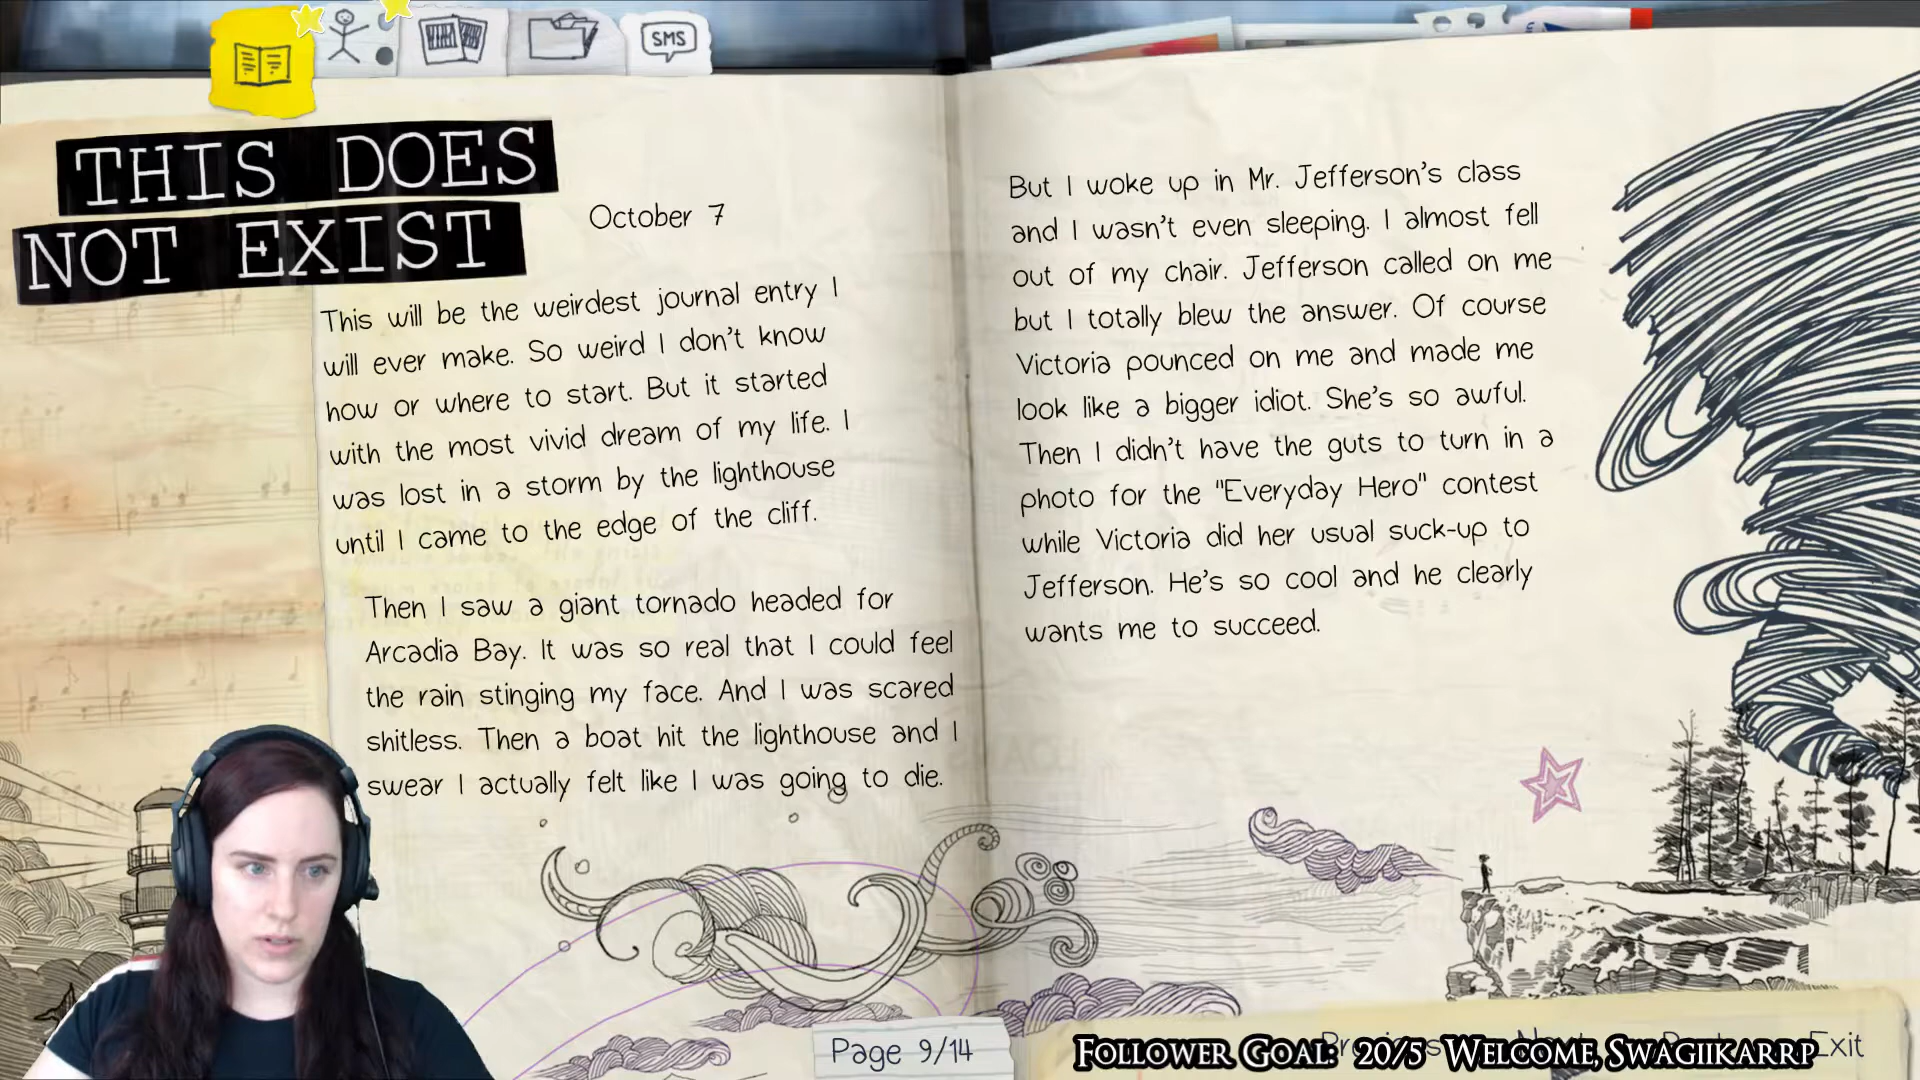 SMS
THIS DOES
NOT EXIST
October 7
This will be the weirdest journal entry I
will ever make. So weird I don't know
how or where to start. But it started
with the most vivid dream of my life. I
was lost in a storm by the lighthouse
until I came to the edge of the cliff.
Then I saw a giant tornado headed for
Arcadia Bay. It was so real that I could feel
the rain stinging my face. And I was scared
shitless. Then a boat hit the lighthouse and I
swear I actually felt like I was going to die.
But I woke up in Mr. Jefferson's class
and I wasn't even sleeping. I almost fell
out of my chair. Jefferson called on me
but I totally blew the answer. Of course
Victoria pounced on me and made me
look like a bigger idiot. She's so awful.
Then I didn't have the guts to turn in a
photo for the "Everyday Hero" contest
while Victoria did her usual suck-up to
Jefferson. He's so cool and he clearly
wants me to succeed.
Page 9/14
Exit
Follower Goal: 20/5 Welcome, Swagiikarrp